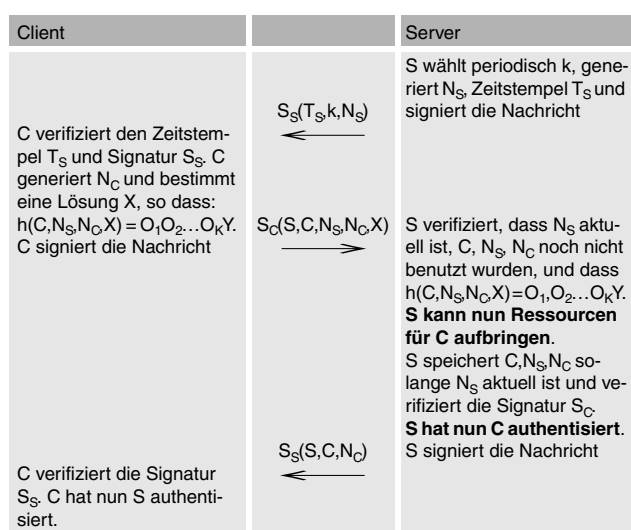 Client
Server
S wählt periodisch k, gene-
riert N_S, Zeitstempel T_S und
signiert die Nachricht
S_S(T_S,k,N_S)
C verifiziert den Zeitstem-
pel T_S und Signatur S_S. C
generiert N_C und bestimmt
eine Lösung X, so dass:
h(C,N_S,N_C,X) = O_1O_2...O_KY.
C signiert die Nachricht
S_C(S,C,N_S,N_C,X)
S verifiziert, dass N_S aktu-
ell ist, C, N_S, N_C noch nicht
benutzt wurden, und dass
h(C,N_S,N_C,X)=O_1,O_2...O_KY.
S kann nun Ressourcen
für C aufbringen.
S speichert C,N_S,N_C so-
lange N_S aktuell ist und ve-
rifiziert die Signatur S_C.
S hat nun C authentisiert.
S signiert die Nachricht
S_S(S,C,N_C)
C verifiziert die Signatur
S_S. C hat nun S authenti-
siert.